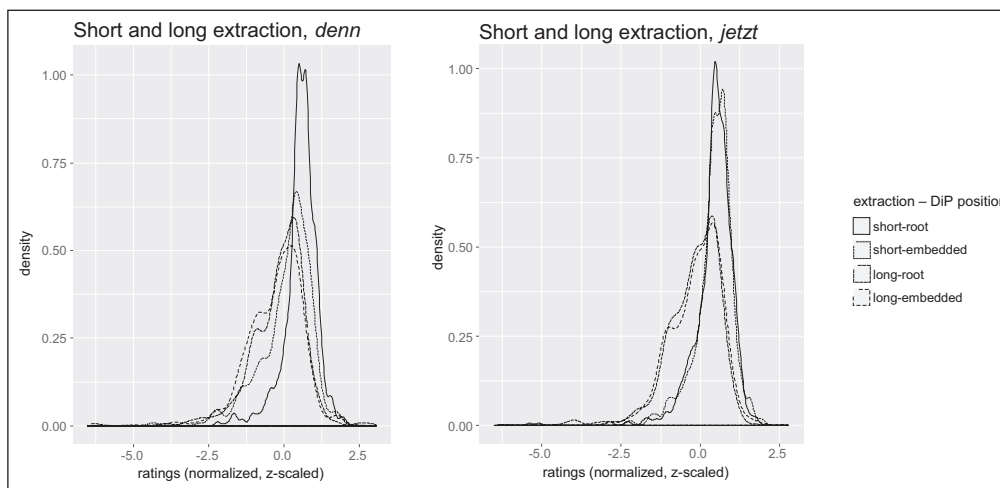 Short and long extraction, denn
1.00
0.75
0.50
0.25
0.00
density
-5.0 -2.5 0.0 2.5
ratings (normalized, z-scaled)
Short and long extraction, jetzt
1.00
0.75
0.50
0.25
0.00
density
-5.0 -2.5 0.0 2.5
ratings (normalized, z-scaled)
extraction – DiP position
short-root
short-embedded
long-root
long-embedded